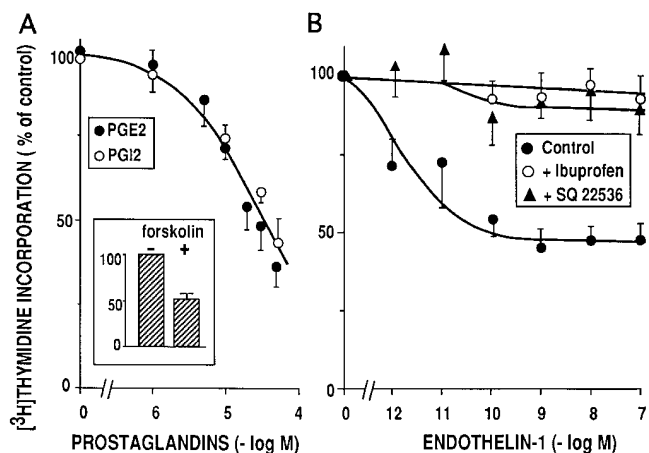 A
B
[³H]THYMIDINE INCORPORATION ( % of control)
100
50
0
● PGE2
○ PGI2
forskolin
- +
100
50
0
0 6 5 4
PROSTAGLANDINS (- log M)
100
50
0
● Control
○ + Ibuprofen
▲ + SQ 22536
0 12 11 10 9 8 7
ENDOTHELIN-1 (- log M)